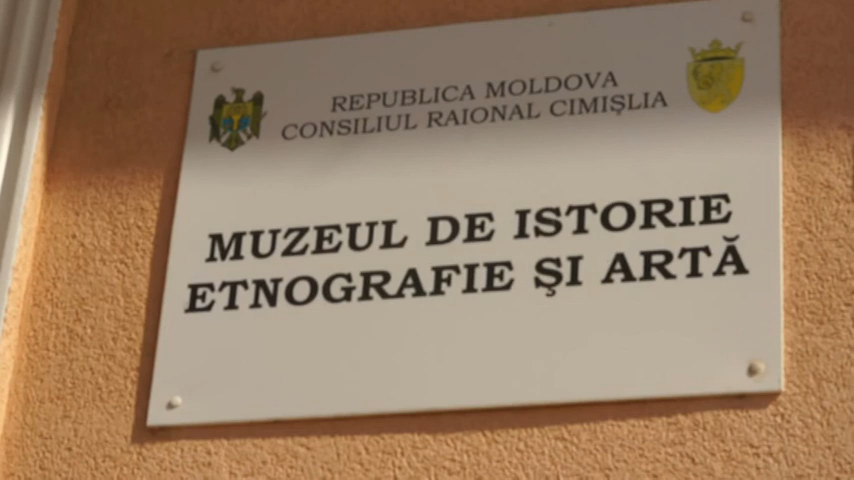 REPUBLICA MOLDOVA
CONSILIUL RAIONAL CIMIŞLIA
MUZEUL DE ISTORIE
ETNOGRAFIE ŞI ARTĂ